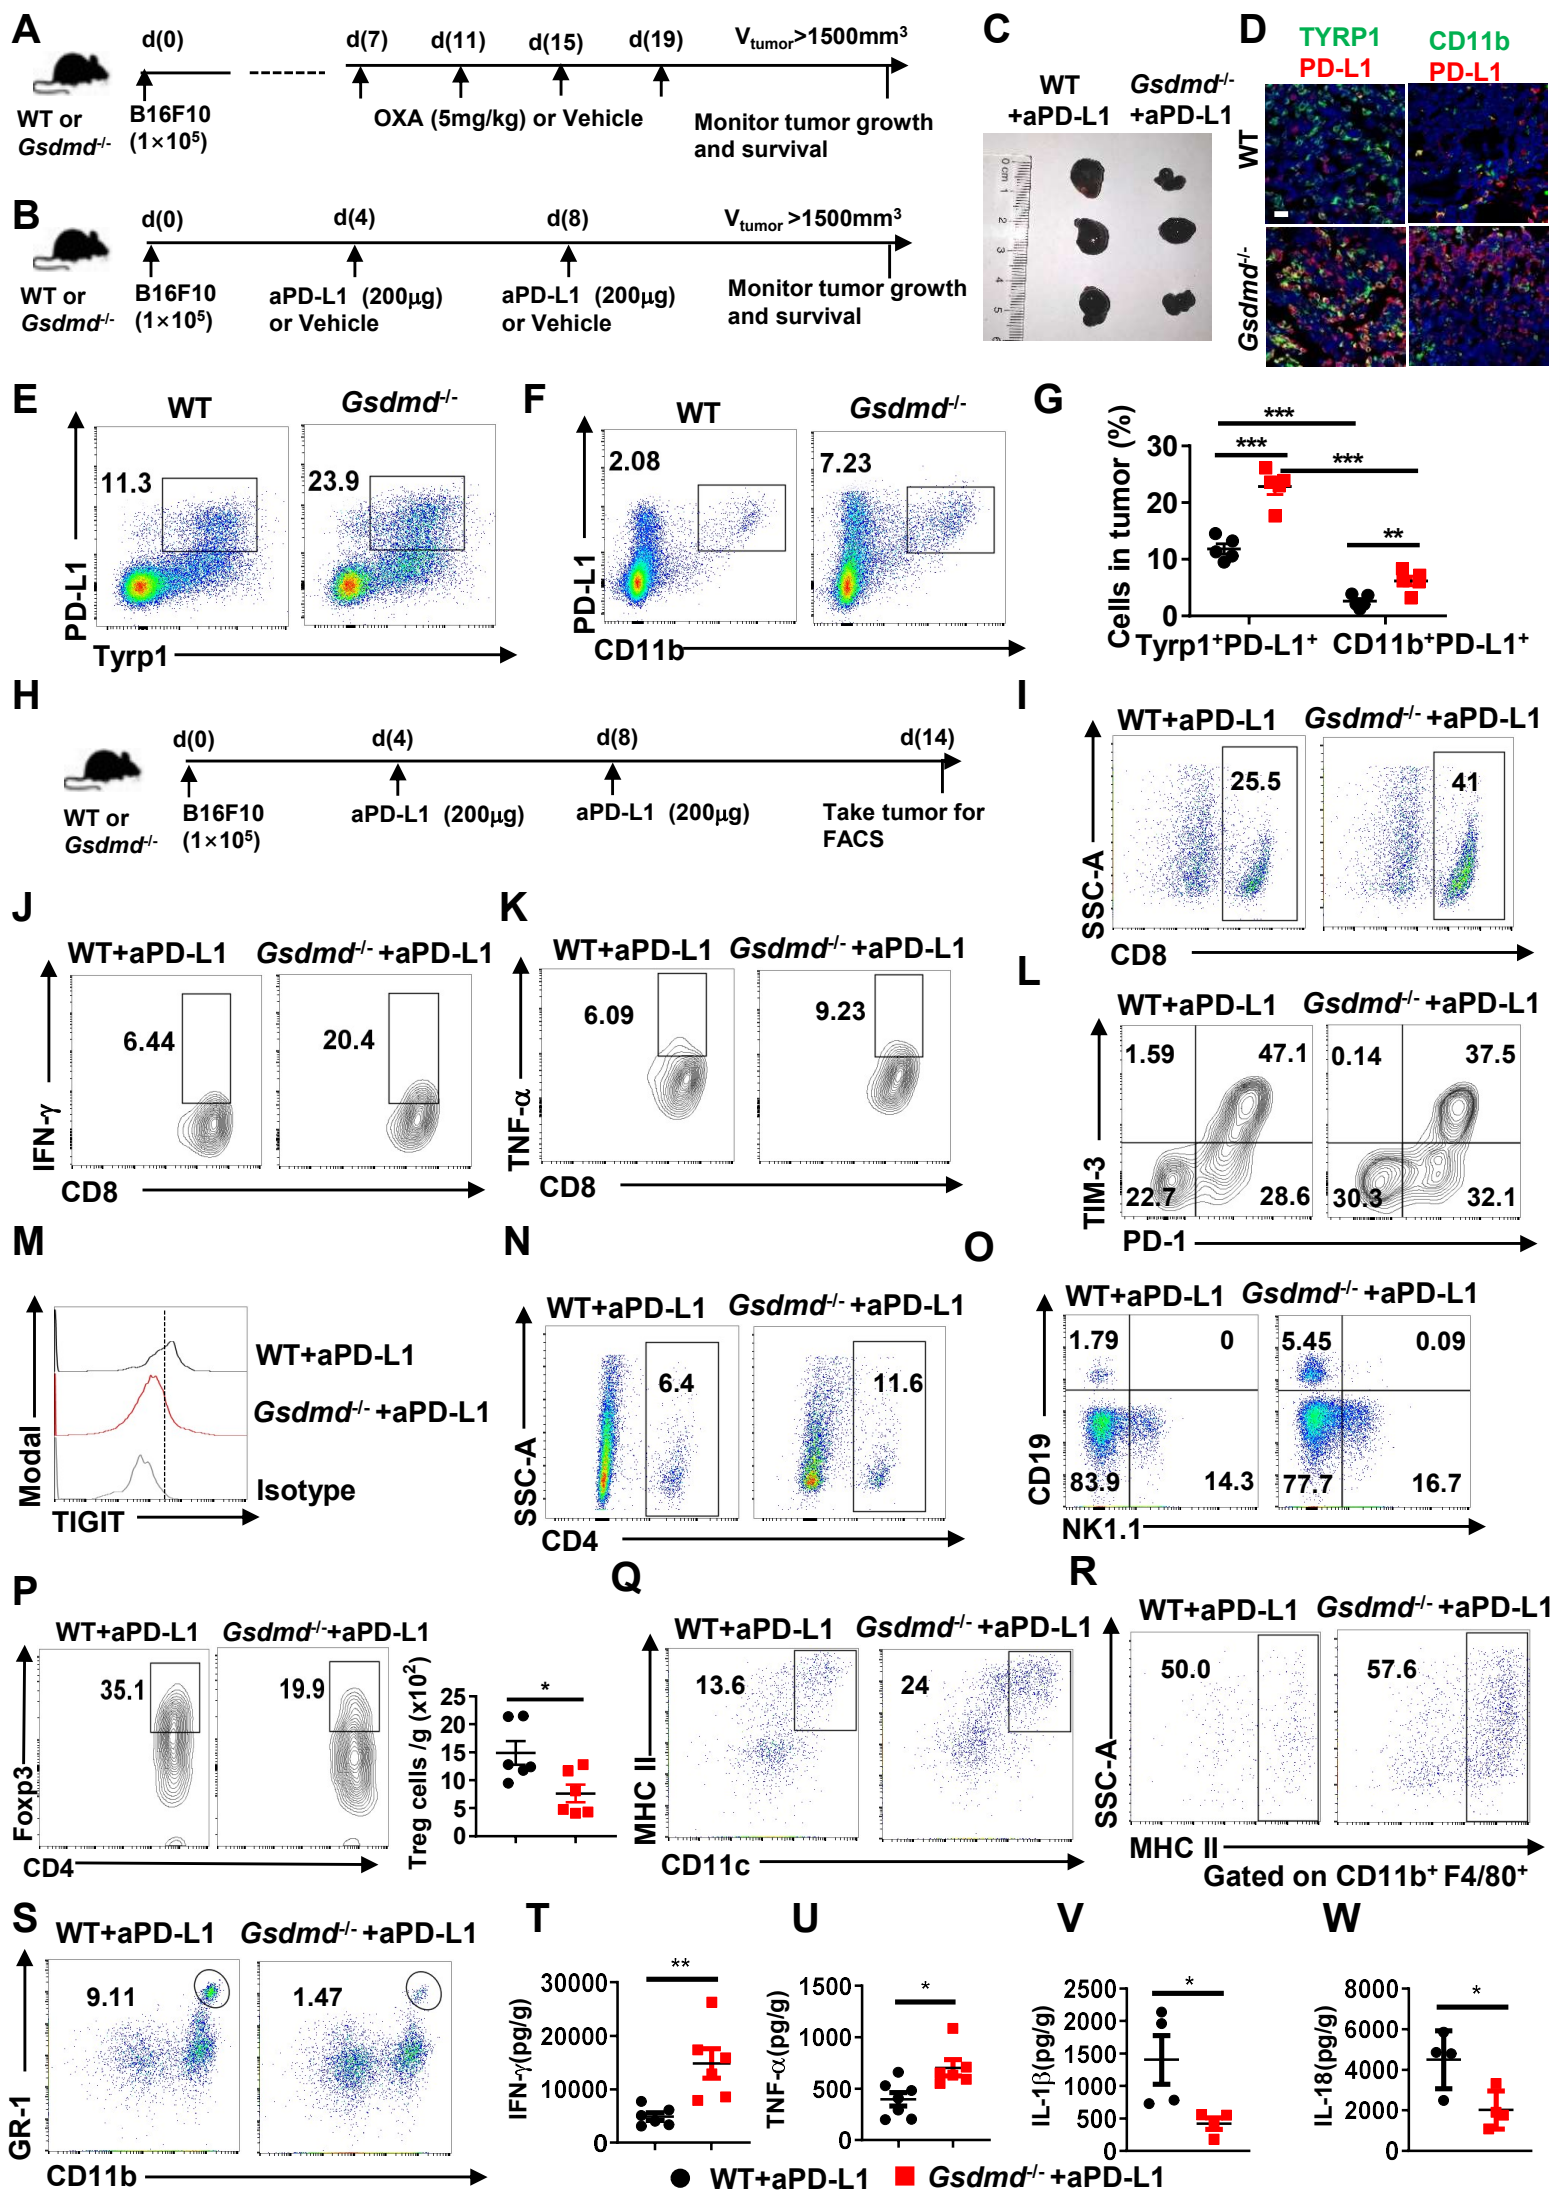 A
d(0)
d(7)
d(11)
d(15)
d(19)
Vtumor>1500mm3
WT or
Gsdmd-/-
B16F10
(1×105)
OXA (5mg/kg) or Vehicle
Monitor tumor growth
and survival
B
d(0)
d(4)
d(8)
Vtumor >1500mm3
WT or
Gsdmd-/-
B16F10
(1×105)
aPD-L1 (200μg)
or Vehicle
aPD-L1 (200μg)
or Vehicle
Monitor tumor growth
and survival
C
WT
+aPD-L1
Gsdmd-/-
+aPD-L1
0cm
1
2
3
4
5
D
TYRP1
PD-L1
CD11b
PD-L1
WT
Gsdmd-/-
E
WT
Gsdmd-/-
11.3
23.9
PD-L1
Tyrp1
F
WT
Gsdmd-/-
2.08
7.23
PD-L1
CD11b
G
Cells in tumor (%)
30
20
10
0
***
***
***
**
Tyrp1+PD-L1+
CD11b+PD-L1+
H
d(0)
d(4)
d(8)
d(14)
WT or
Gsdmd-/-
B16F10
(1×105)
aPD-L1 (200μg)
aPD-L1 (200μg)
Take tumor for
FACS
I
WT+aPD-L1
Gsdmd-/- +aPD-L1
25.5
41
SSC-A
CD8
J
WT+aPD-L1
Gsdmd-/- +aPD-L1
6.44
20.4
IFN-γ
CD8
K
WT+aPD-L1
Gsdmd-/- +aPD-L1
6.09
9.23
TNF-α
CD8
L
WT+aPD-L1
Gsdmd-/- +aPD-L1
1.59
47.1
0.14
37.5
22.7
28.6
30.3
32.1
TIM-3
PD-1
M
Modal
WT+aPD-L1
Gsdmd-/- +aPD-L1
Isotype
TIGIT
N
WT+aPD-L1
Gsdmd-/- +aPD-L1
6.4
11.6
SSC-A
CD4
O
WT+aPD-L1
Gsdmd-/- +aPD-L1
1.79
0
5.45
0.09
83.9
14.3
77.7
16.7
CD19
NK1.1
P
WT+aPD-L1
Gsdmd-/-+aPD-L1
35.1
19.9
Foxp3
CD4
Treg cells /g (x102)
25
20
15
10
5
0
*
Q
WT+aPD-L1
Gsdmd-/- +aPD-L1
13.6
24
MHC II
CD11c
R
WT+aPD-L1
Gsdmd-/- +aPD-L1
50.0
57.6
SSC-A
MHC II
Gated on CD11b+ F4/80+
S
WT+aPD-L1
Gsdmd-/- +aPD-L1
9.11
1.47
GR-1
CD11b
T
IFN-γ(pg/g)
30000
20000
10000
0
**
U
TNF-α(pg/g)
1500
1000
500
0
*
V
IL-1β(pg/g)
2500
2000
1500
1000
500
0
*
W
IL-18(pg/g)
8000
6000
4000
2000
0
*
WT+aPD-L1
Gsdmd-/- +aPD-L1